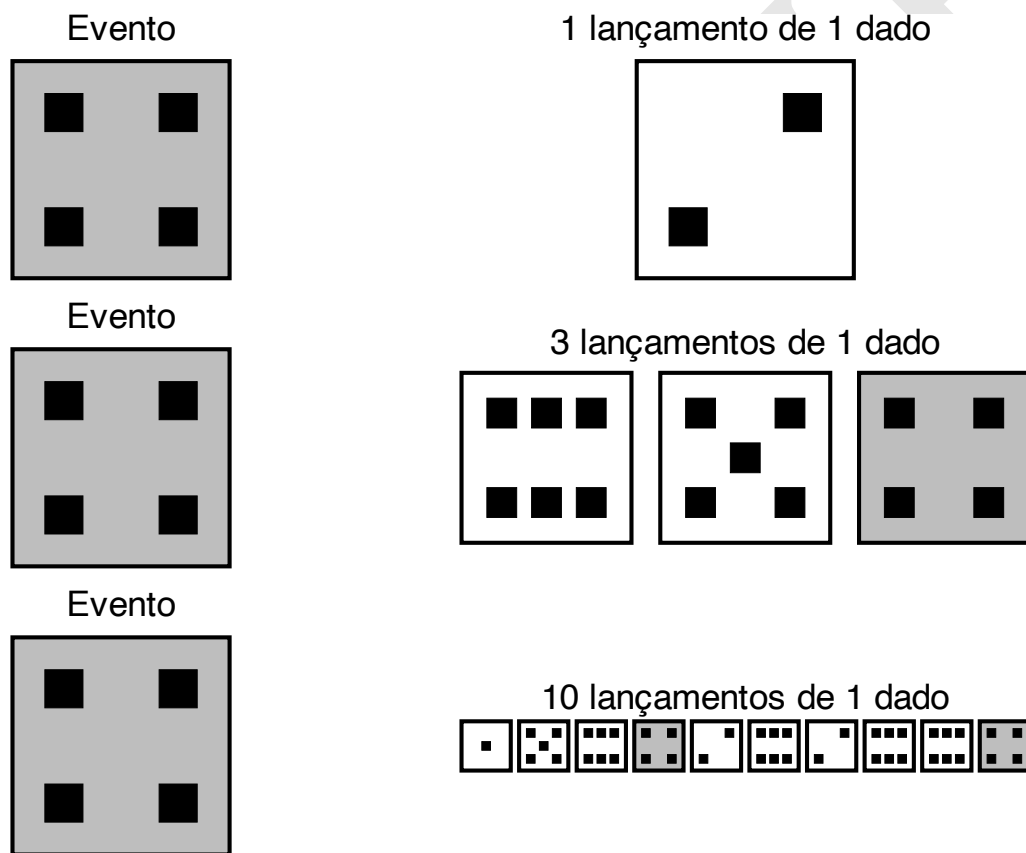 Evento
1 lançamento de 1 dado
Evento
3 lançamentos de 1 dado
Evento
10 lançamentos de 1 dado